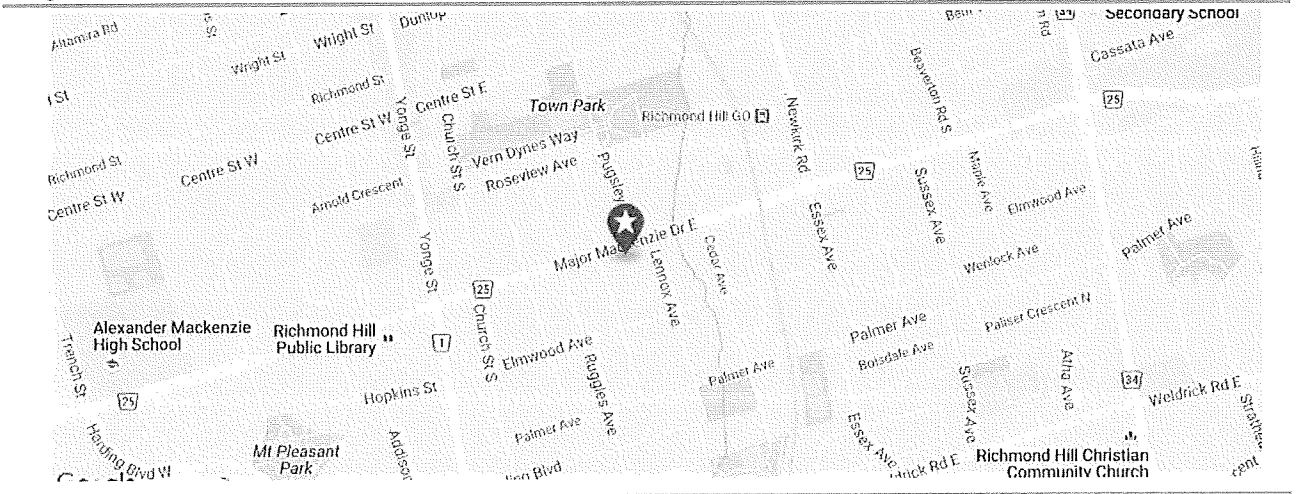 Altamira Rd
Wright St
Dunlop
Secondary School
Wright St
Cassata Ave
Richmond St
Centre St E
Town Park
Beaverton Rd S
25
Yonge St
Centre St W
Church St S
Richmond Hill GO
Newkirk Rd
Vern Dynes Way
Richmond St
Centre St W
Roseview Ave
Pugsley
25
Maple Ave
Arnold Crescent
Sussex Ave
Elmwood Ave
Centre St W
Essex Ave
Palmer Ave
Yonge St
Major Mackenzie Dr E
Cedar Ave
Lennox Ave
Wenlock Ave
25
Church St S
Paliser Crescent N
Alexander Mackenzie
High School
Richmond Hill
Public Library
1
Palmer Ave
Trench St
Elmwood Ave
Ruggles Ave
Boisdale Ave
Atha Ave
Palmer Ave
Sussex Ave
34
25
Hopkins St
Weldrick Rd E
Harding Blvd W
Palmer Ave
Essex Ave
Mt Pleasant
Park
Richmond Hill Christian
Community Church
Google